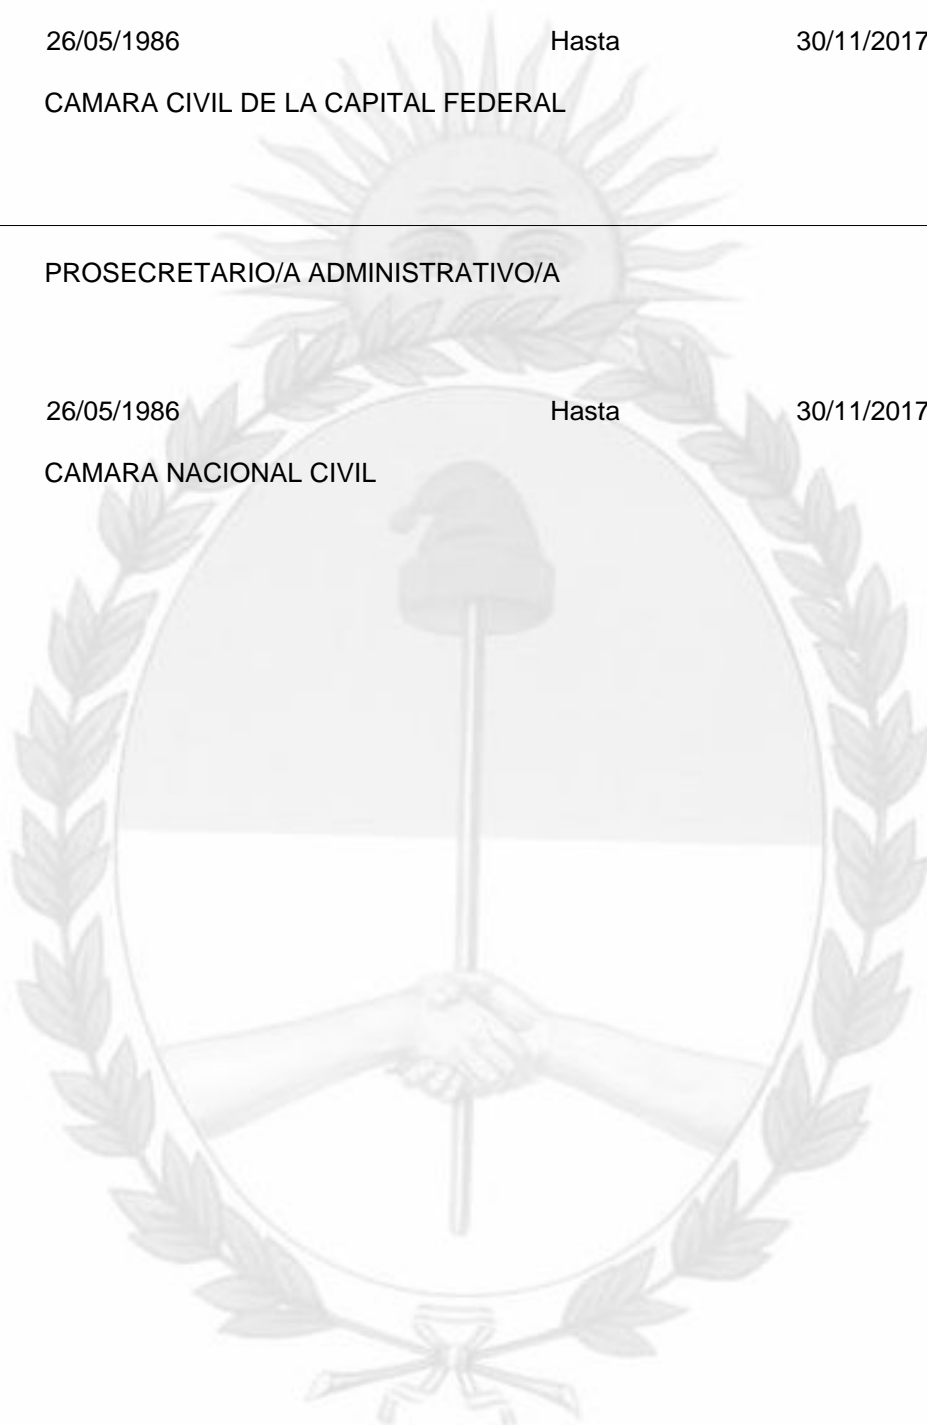 26/05/1986 Hasta 30/11/2017
CAMARA CIVIL DE LA CAPITAL FEDERAL
PROSECRETARIO/A ADMINISTRATIVO/A
26/05/1986 Hasta 30/11/2017
CAMARA NACIONAL CIVIL